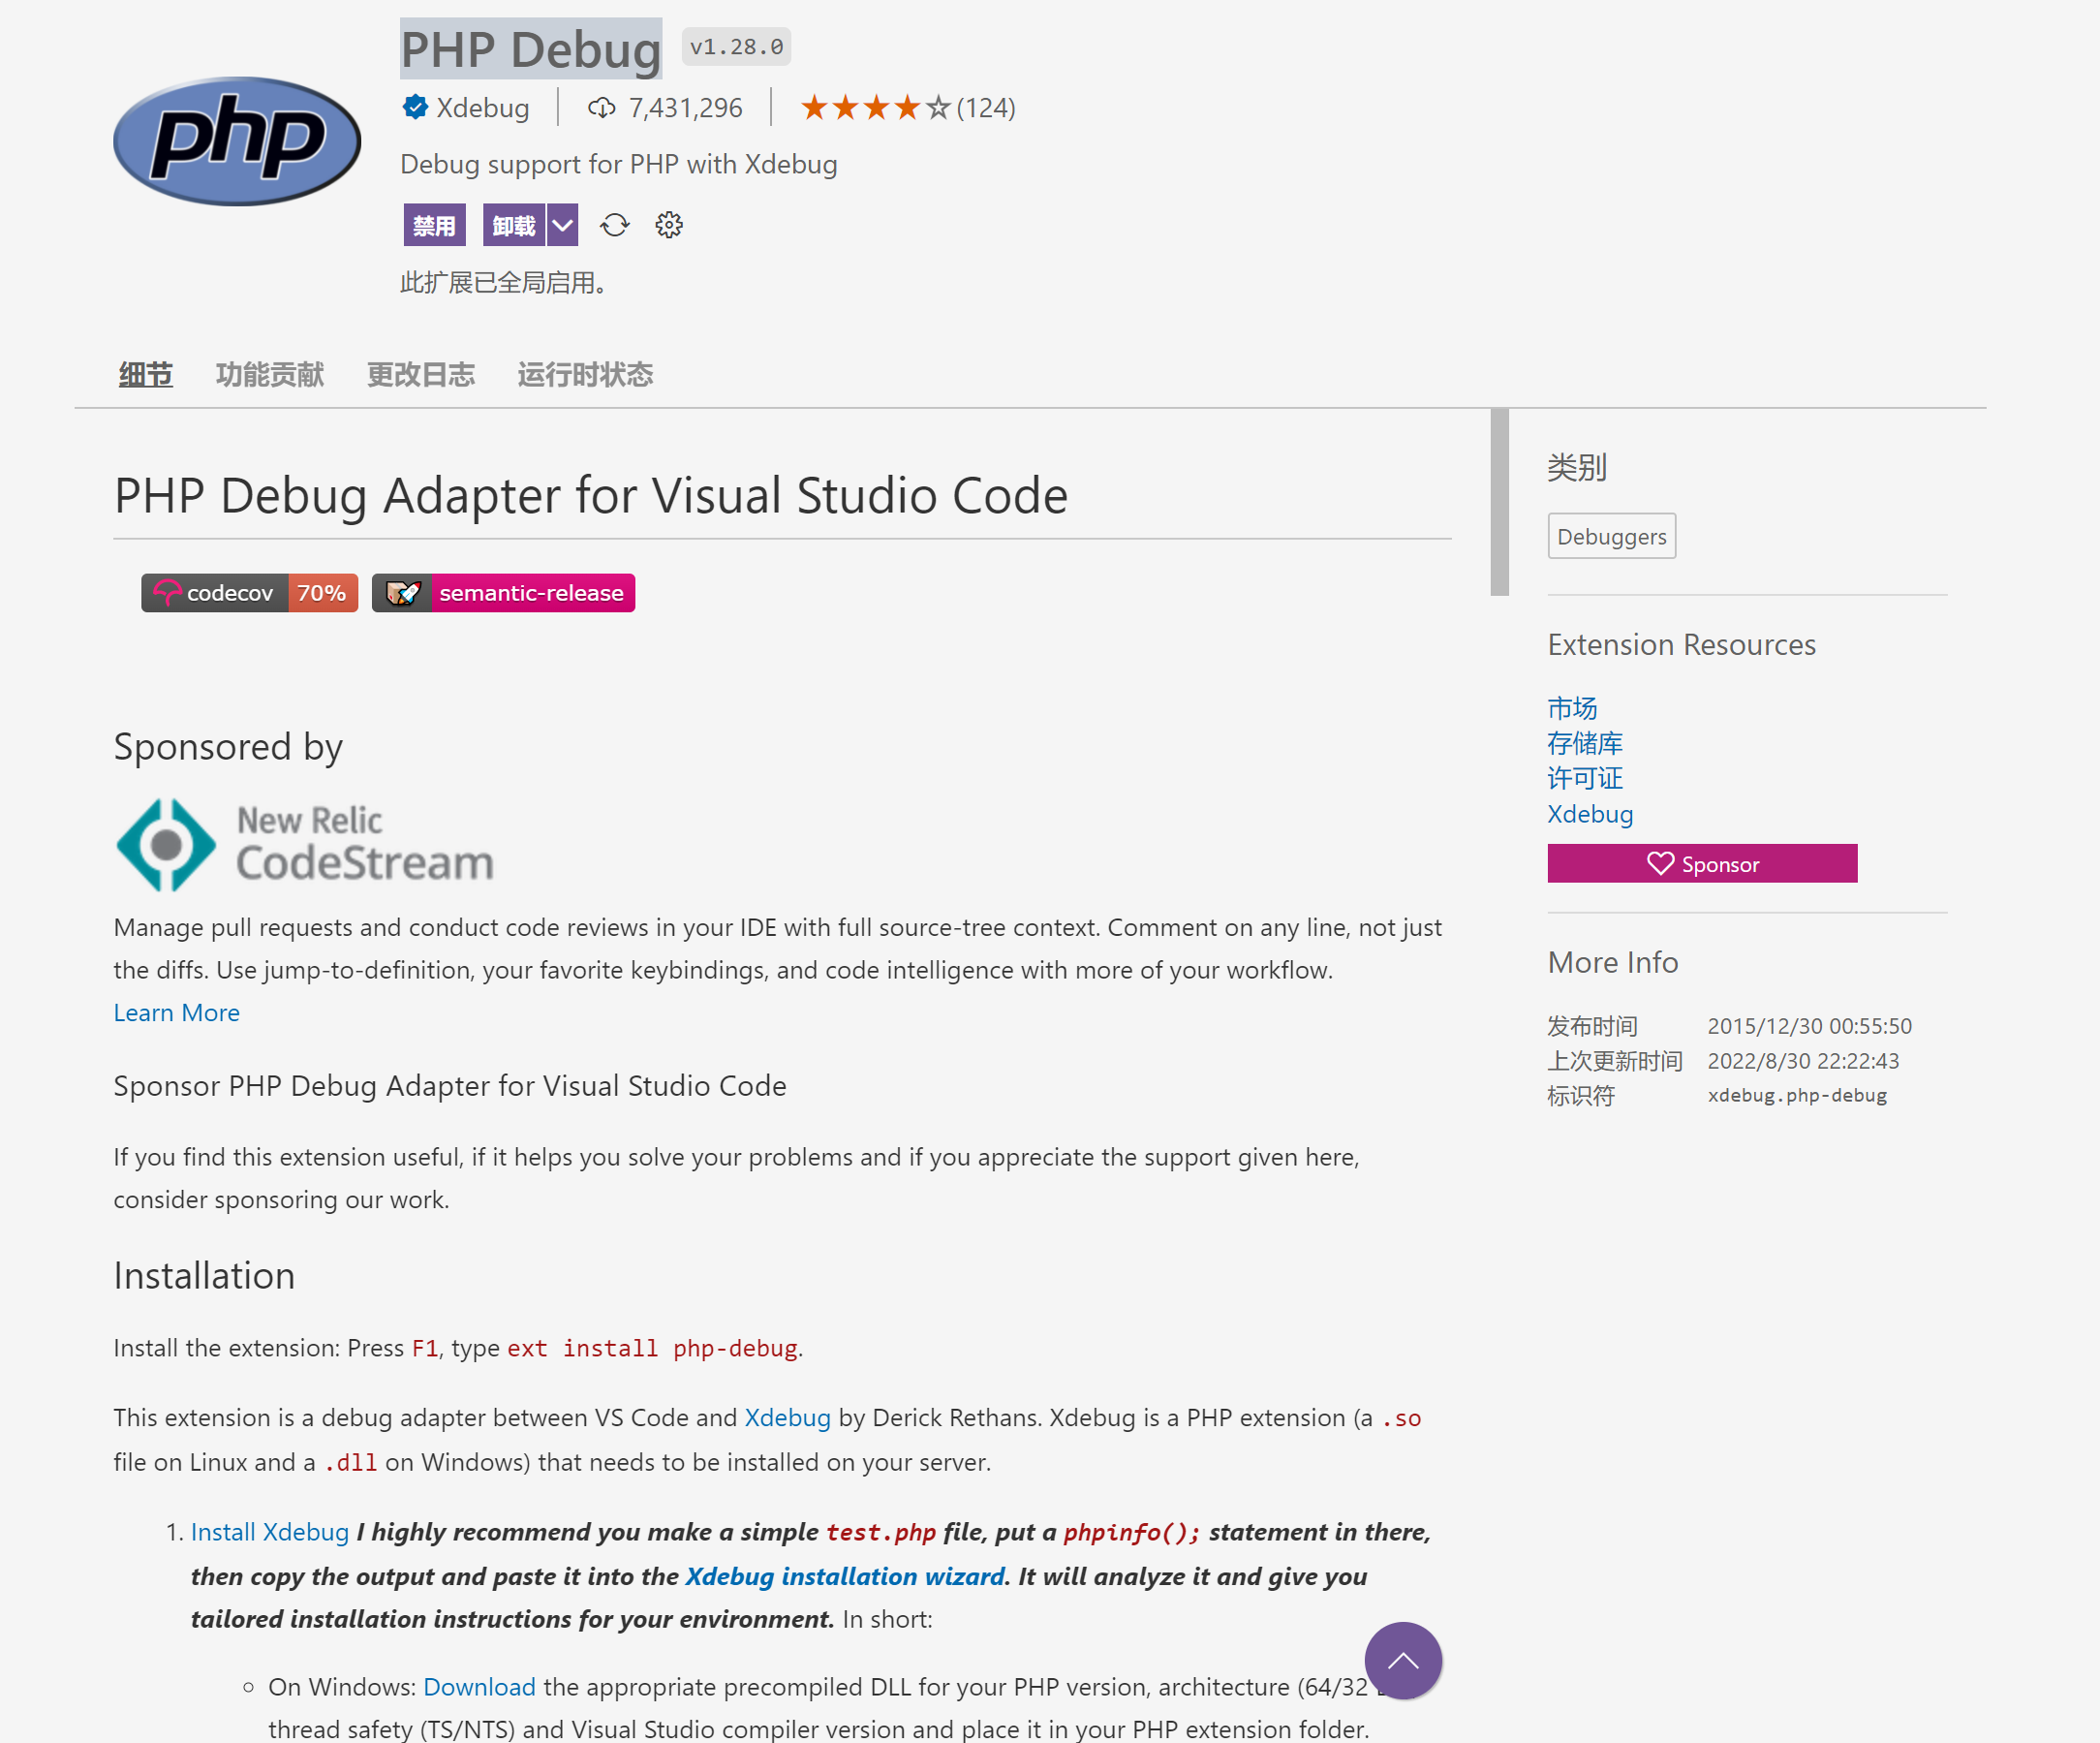 PHP Debug v1.28.0
php
Xdebug 7,431,296 (124)
Debug support for PHP with Xdebug
禁用 卸载
此扩展已全局启用。
细节 功能贡献 更改日志 运行时状态
PHP Debug Adapter for Visual Studio Code
codecov 70% semantic-release
Sponsored by
New Relic
CodeStream
Manage pull requests and conduct code reviews in your IDE with full source-tree context. Comment on any line, not just
the diffs. Use jump-to-definition, your favorite keybindings, and code intelligence with more of your workflow.
Learn More
Sponsor PHP Debug Adapter for Visual Studio Code
If you find this extension useful, if it helps you solve your problems and if you appreciate the support given here,
consider sponsoring our work.
Installation
Install the extension: Press F1, type ext install php-debug.
This extension is a debug adapter between VS Code and Xdebug by Derick Rethans. Xdebug is a PHP extension (a .so
file on Linux and a .dll on Windows) that needs to be installed on your server.
1. Install Xdebug I highly recommend you make a simple test.php file, put a phpinfo(); statement in there,
then copy the output and paste it into the Xdebug installation wizard. It will analyze it and give you
tailored installation instructions for your environment. In short:
On Windows: Download the appropriate precompiled DLL for your PHP version, architecture (64/32
thread safety (TS/NTS) and Visual Studio compiler version and place it in your PHP extension folder.
类别
Debuggers
Extension Resources
市场
存储库
许可证
Xdebug
Sponsor
More Info
发布时间 2015/12/30 00:55:50
上次更新时间 2022/8/30 22:22:43
标识符 xdebug.php-debug